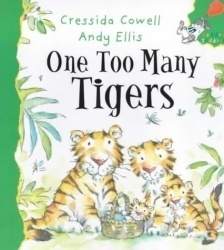 Cressida Cowell
Andy Ellis
One Too Many
Tigers